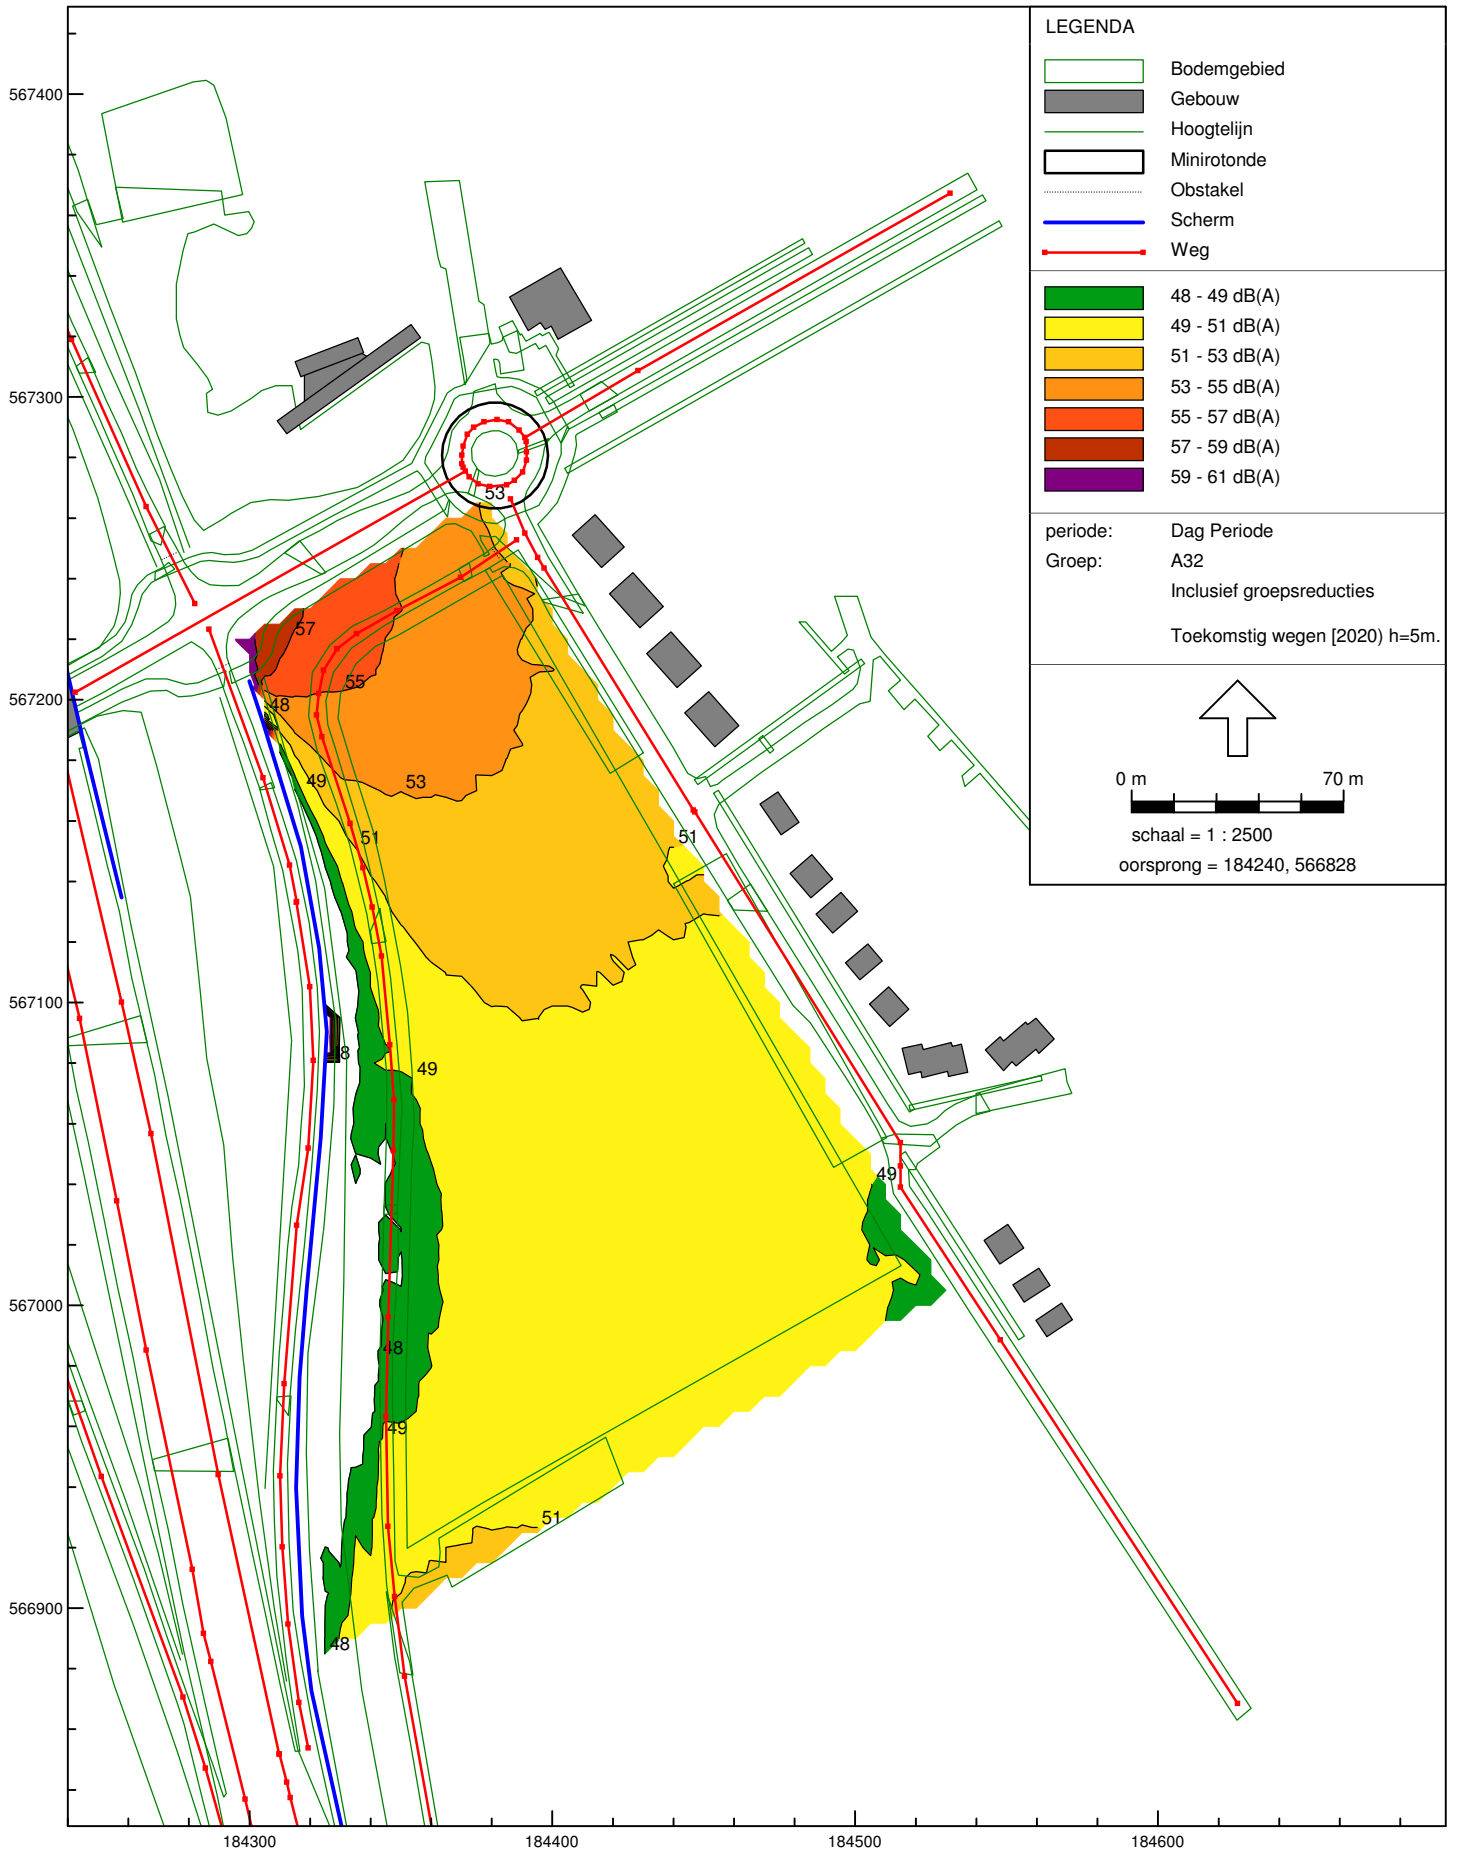 LEGENDA
Bodemgebied
Gebouw
Hoogtelijn
Minirotonde
Obstakel
Scherm
Weg
48 - 49 dB(A)
49 - 51 dB(A)
51 - 53 dB(A)
53 - 55 dB(A)
55 - 57 dB(A)
57 - 59 dB(A)
59 - 61 dB(A)
periode: Dag Periode
Groep: A32
Inclusief groepsreducties
Toekomstig wegen [2020) h=5m.
0 m 70 m
schaal = 1 : 2500
oorsprong = 184240, 566828
567400
567300
53
57
55
567200
48
49
53
51
51
567100
8
49
49
567000
48
49
51
566900
48
184300 184400 184500 184600